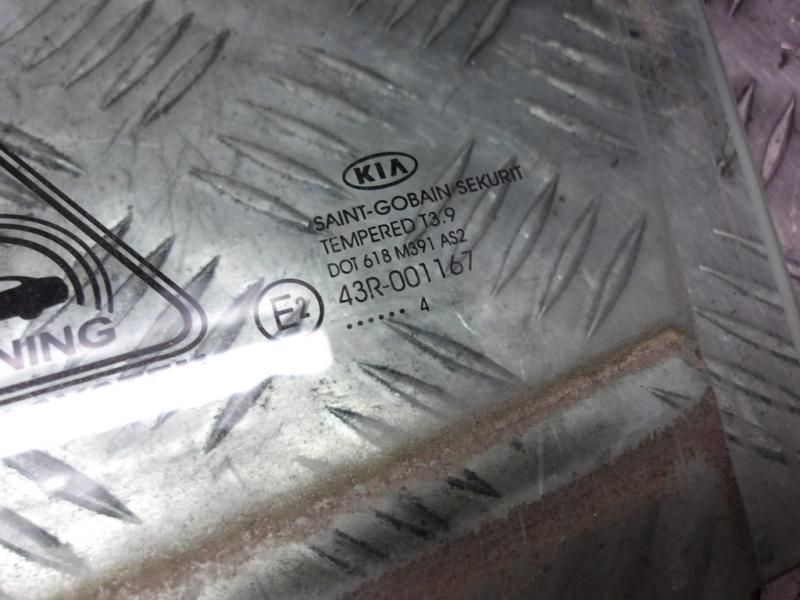 KIA
SAINT-GOBAIN SEKURIT
TEMPERED T3.9
DOT 618 M391 AS2
E2 43R-001167
...... 4
NING